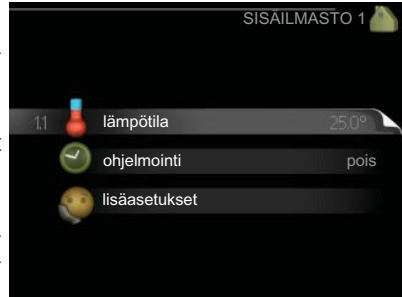 SISÄILMASTO 1
1.1 lämpötila 25.0°
ohjelmointi pois
lisäasetukset